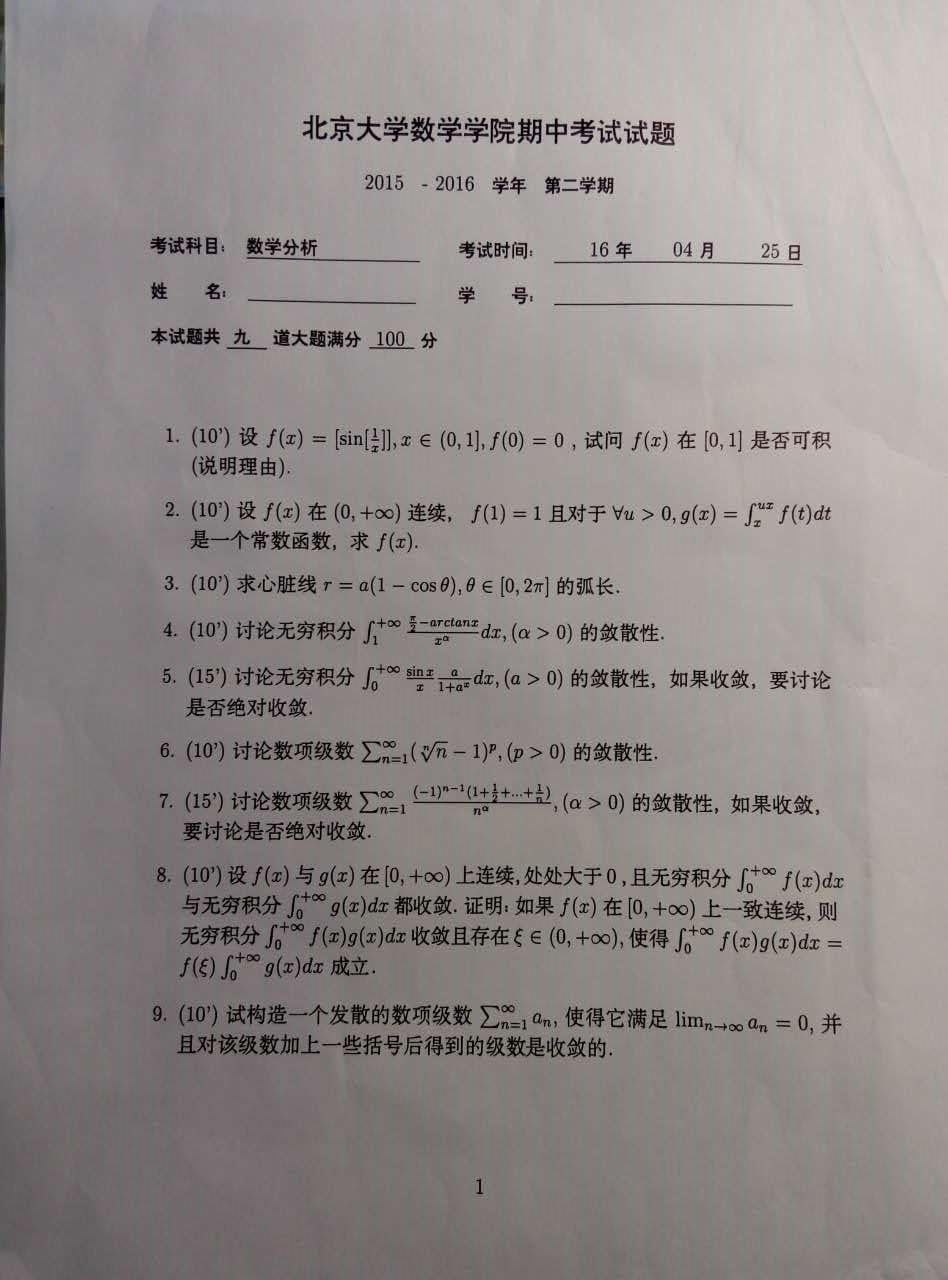 北京大学数学学院期中考试试题
2015 - 2016 学年 第二学期
考试科目: 数学分析 考试时间: 16 年 04 月 25 日
姓 名: 学 号:
本试题共 九 道大题满分 100 分
1. (10') 设 f(x) = [sin[1/x]], x ∈ (0, 1], f(0) = 0 , 试问 f(x) 在 [0, 1] 是否可积
(说明理由).
2. (10') 设 f(x) 在 (0, +∞) 连续, f(1) = 1 且对于 ∀u > 0, g(x) = ∫_x^{ux} f(t)dt
是一个常数函数, 求 f(x).
3. (10') 求心脏线 r = a(1 − cos θ), θ ∈ [0, 2π] 的弧长.
4. (10') 讨论无穷积分 ∫_1^{+∞} \frac{\frac{π}{2}−arctanx}{x^α} dx, (α > 0) 的敛散性.
5. (15') 讨论无穷积分 ∫_0^{+∞} \frac{sin x}{x} \frac{a}{1+a^x} dx, (a > 0) 的敛散性, 如果收敛, 要讨论
是否绝对收敛.
6. (10') 讨论数项级数 ∑_{n=1}^∞ (\sqrt[n]{n} − 1)^p, (p > 0) 的敛散性.
7. (15') 讨论数项级数 ∑_{n=1}^∞ \frac{(−1)^{n−1}(1+\frac{1}{2}+...+\frac{1}{n})}{n^α}, (α > 0) 的敛散性, 如果收敛,
要讨论是否绝对收敛.
8. (10') 设 f(x) 与 g(x) 在 [0, +∞) 上连续, 处处大于 0 , 且无穷积分 ∫_0^{+∞} f(x)dx
与无穷积分 ∫_0^{+∞} g(x)dx 都收敛. 证明: 如果 f(x) 在 [0, +∞) 上一致连续, 则
无穷积分 ∫_0^{+∞} f(x)g(x)dx 收敛且存在 ξ ∈ (0, +∞), 使得 ∫_0^{+∞} f(x)g(x)dx =
f(ξ) ∫_0^{+∞} g(x)dx 成立.
9. (10') 试构造一个发散的数项级数 ∑_{n=1}^∞ a_n, 使得它满足 lim_{n→∞} a_n = 0, 并
且对该级数加上一些括号后得到的级数是收敛的.
1